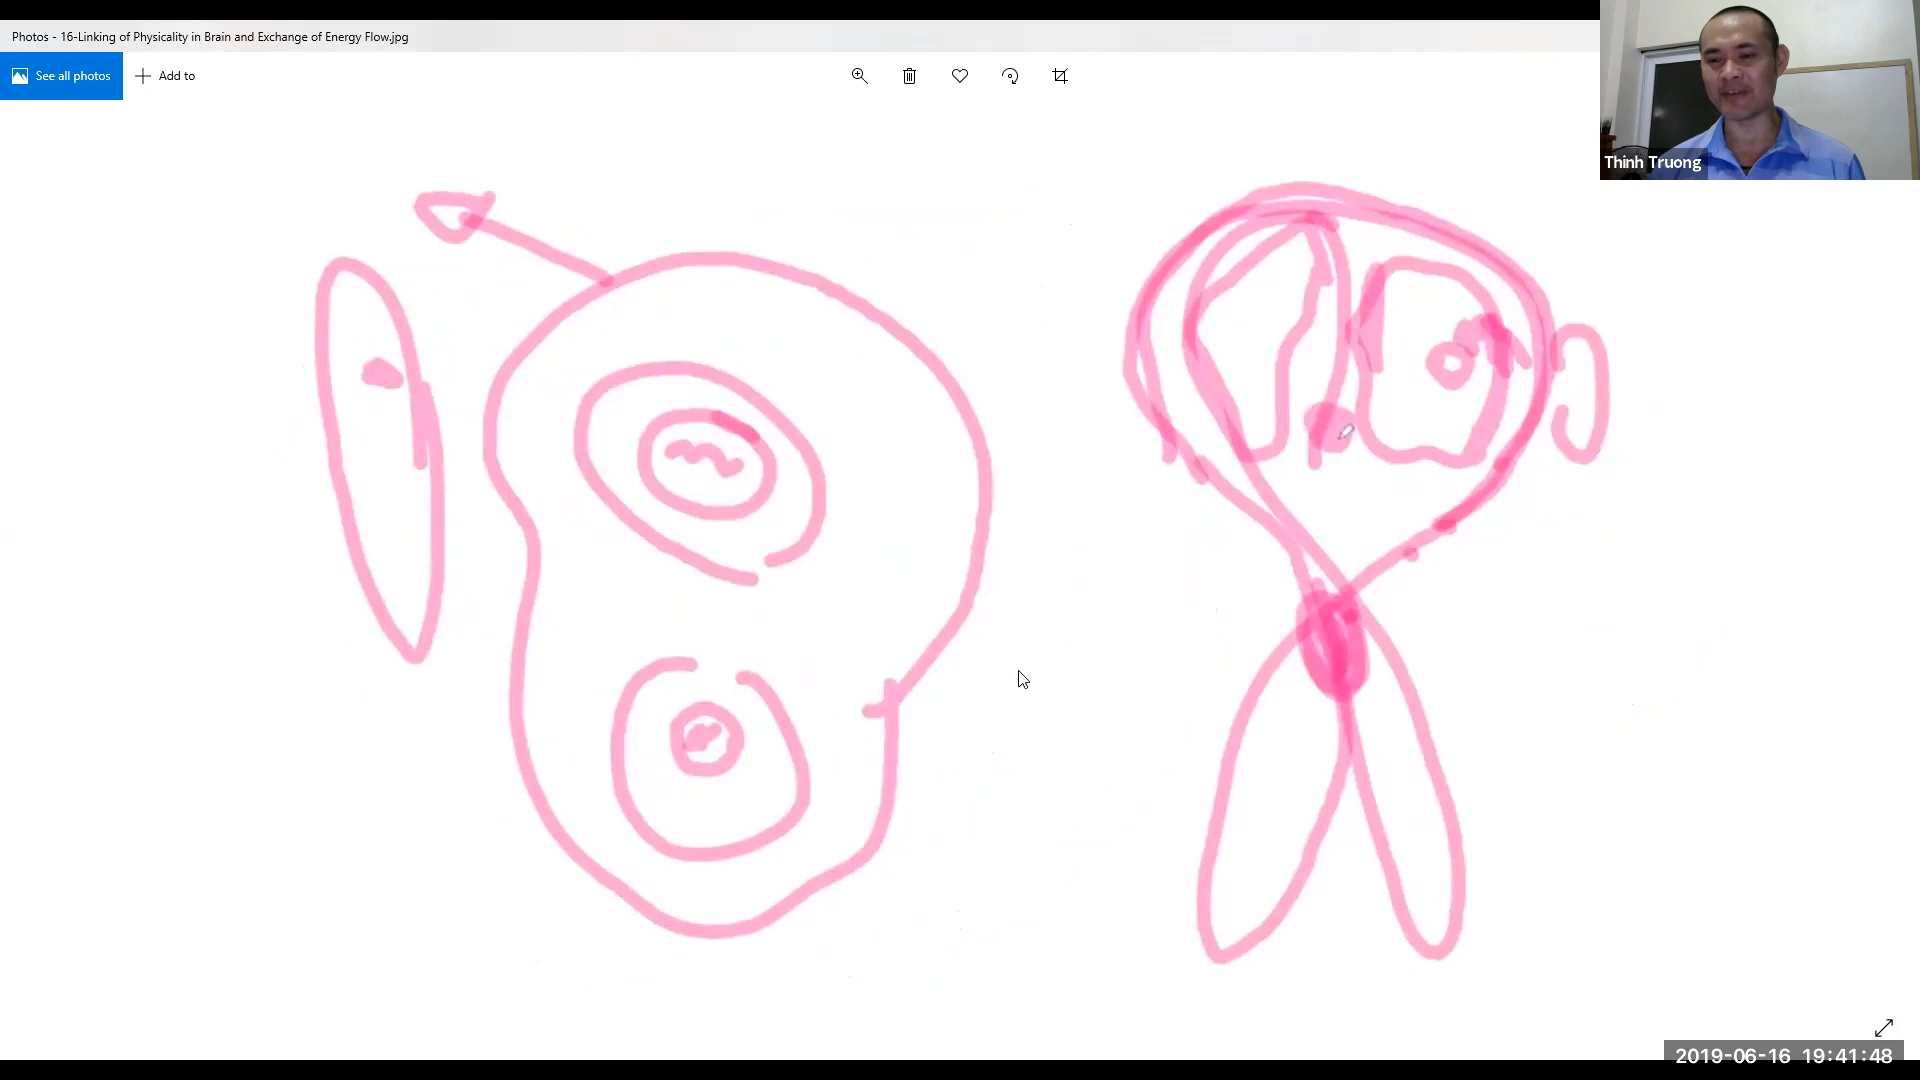 Photos - 16-Linking of Physicality in Brain and Exchange of Energy Flow.jpg
See all photos
Add to
Thinh Truong
2019-06-16 19:41:48